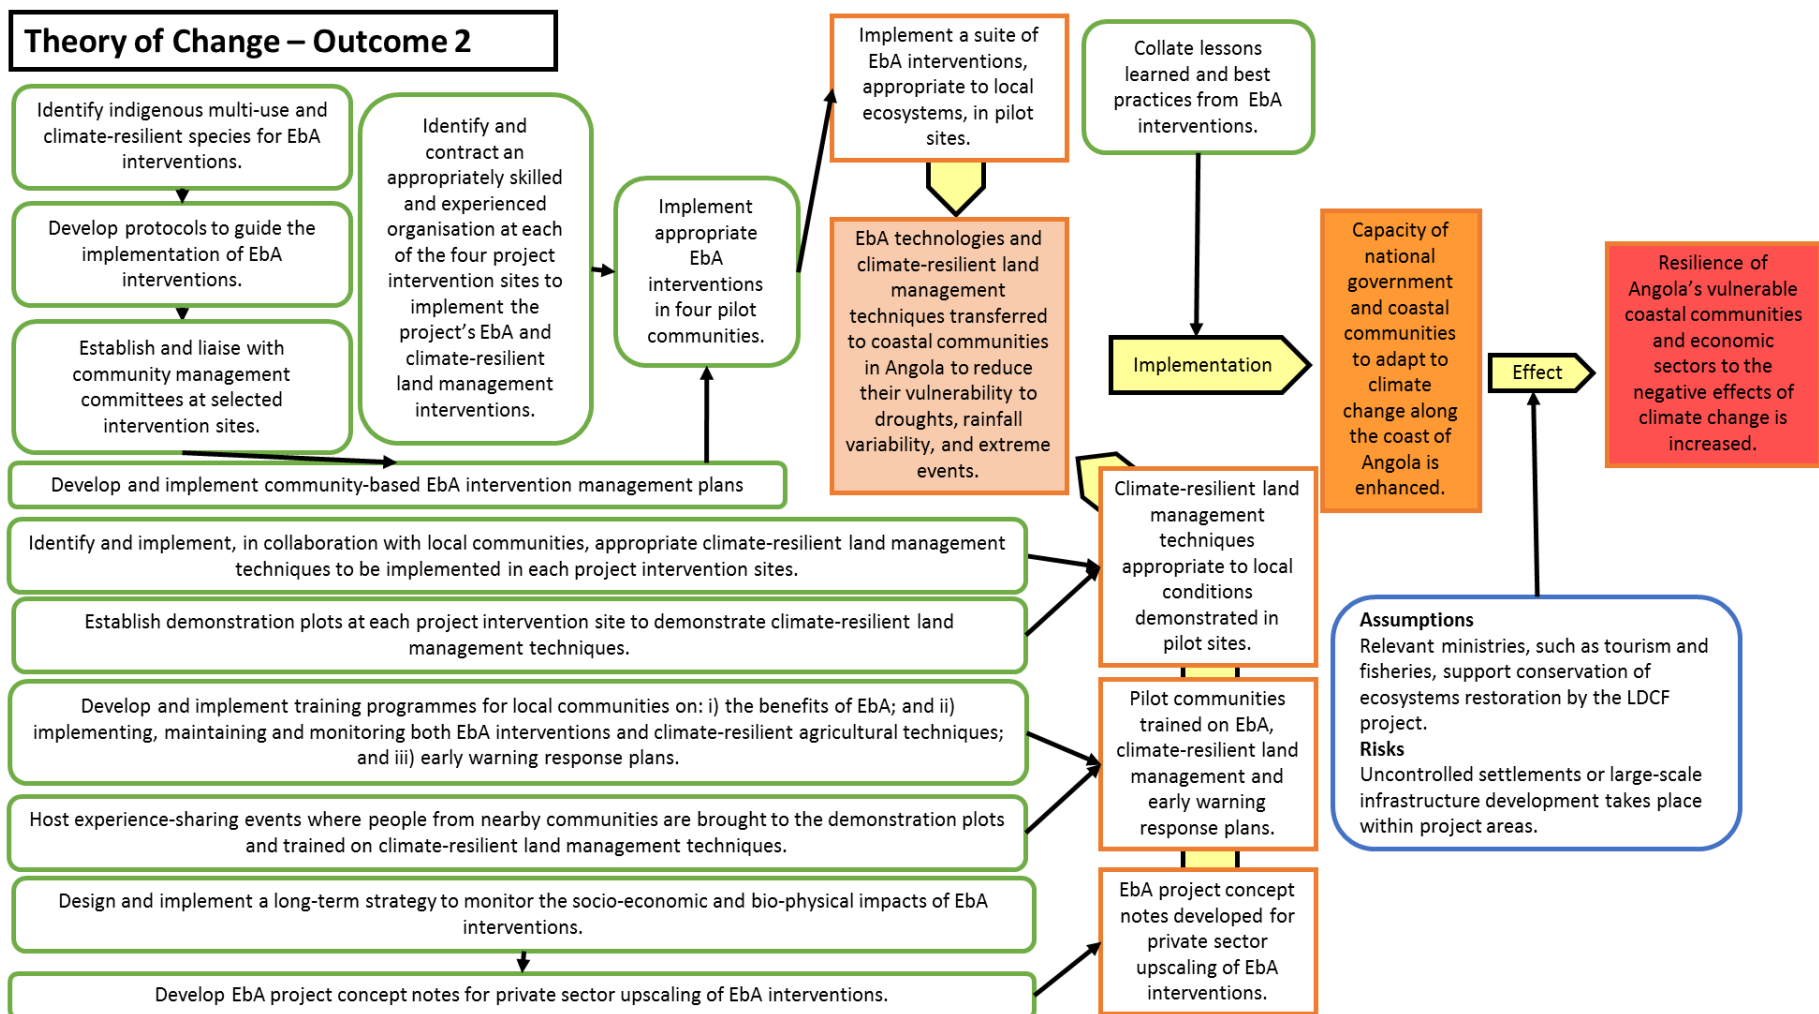 Theory of Change – Outcome 2
Identify indigenous multi-use and
climate-resilient species for EbA
interventions.
Develop protocols to guide the
implementation of EbA
interventions.
Establish and liaise with
community management
committees at selected
intervention sites.
Identify and
contract an
appropriately skilled
and experienced
organisation at each
of the four project
intervention sites to
implement the
project’s EbA and
climate-resilient
land management
interventions.
Implement
appropriate
EbA
interventions
in four pilot
communities.
Develop and implement community-based EbA intervention management plans
Implement a suite of
EbA interventions,
appropriate to local
ecosystems, in pilot
sites.
EbA technologies and
climate-resilient land
management
techniques transferred
to coastal communities
in Angola to reduce
their vulnerability to
droughts, rainfall
variability, and extreme
events.
Collate lessons
learned and best
practices from EbA
interventions.
Implementation
Capacity of
national
government
and coastal
communities
to adapt to
climate
change along
the coast of
Angola is
enhanced.
Effect
Resilience of
Angola’s vulnerable
coastal communities
and economic
sectors to the
negative effects of
climate change is
increased.
Identify and implement, in collaboration with local communities, appropriate climate-resilient land management
techniques to be implemented in each project intervention sites.
Establish demonstration plots at each project intervention site to demonstrate climate-resilient land
management techniques.
Climate-resilient land
management
techniques
appropriate to local
conditions
demonstrated in
pilot sites.
Develop and implement training programmes for local communities on: i) the benefits of EbA; and ii)
implementing, maintaining and monitoring both EbA interventions and climate-resilient agricultural techniques;
and iii) early warning response plans.
Host experience-sharing events where people from nearby communities are brought to the demonstration plots
and trained on climate-resilient land management techniques.
Pilot communities
trained on EbA,
climate-resilient land
management and
early warning
response plans.
Design and implement a long-term strategy to monitor the socio-economic and bio-physical impacts of EbA
interventions.
Develop EbA project concept notes for private sector upscaling of EbA interventions.
EbA project concept
notes developed for
private sector
upscaling of EbA
interventions.
Assumptions
Relevant ministries, such as tourism and
fisheries, support conservation of
ecosystems restoration by the LDCF
project.
Risks
Uncontrolled settlements or large-scale
infrastructure development takes place
within project areas.